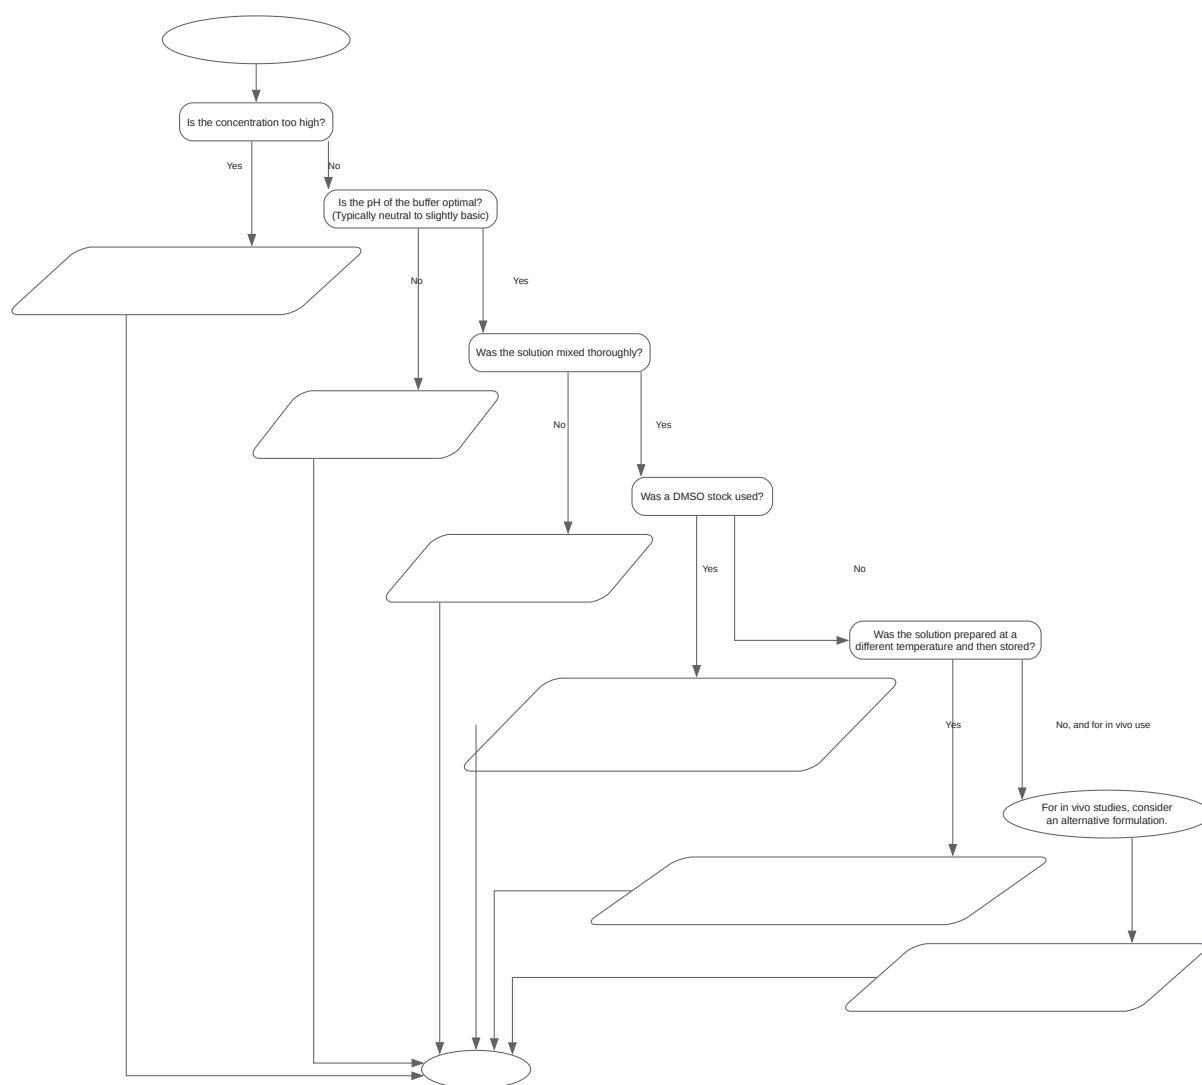 Is the concentration too high?
Yes
No
Is the pH of the buffer optimal?
(Typically neutral to slightly basic)
No
Yes
Was the solution mixed thoroughly?
No
Yes
Was a DMSO stock used?
Yes
No
Was the solution prepared at a
different temperature and then stored?
Yes
No, and for in vivo use
For in vivo studies, consider
an alternative formulation.